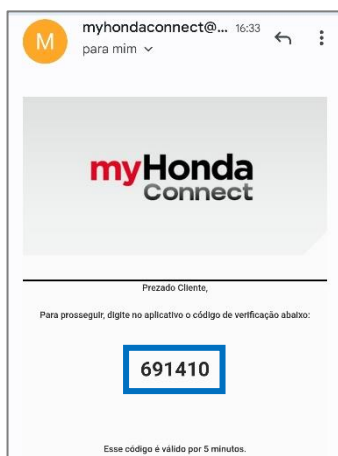 M
myhondaconnect@... 16:33
para mim
myHonda
Connect
Prezado Cliente,
Para prosseguir, digite no aplicativo o código de verificação abaixo:
691410
Esse código é válido por 5 minutos.